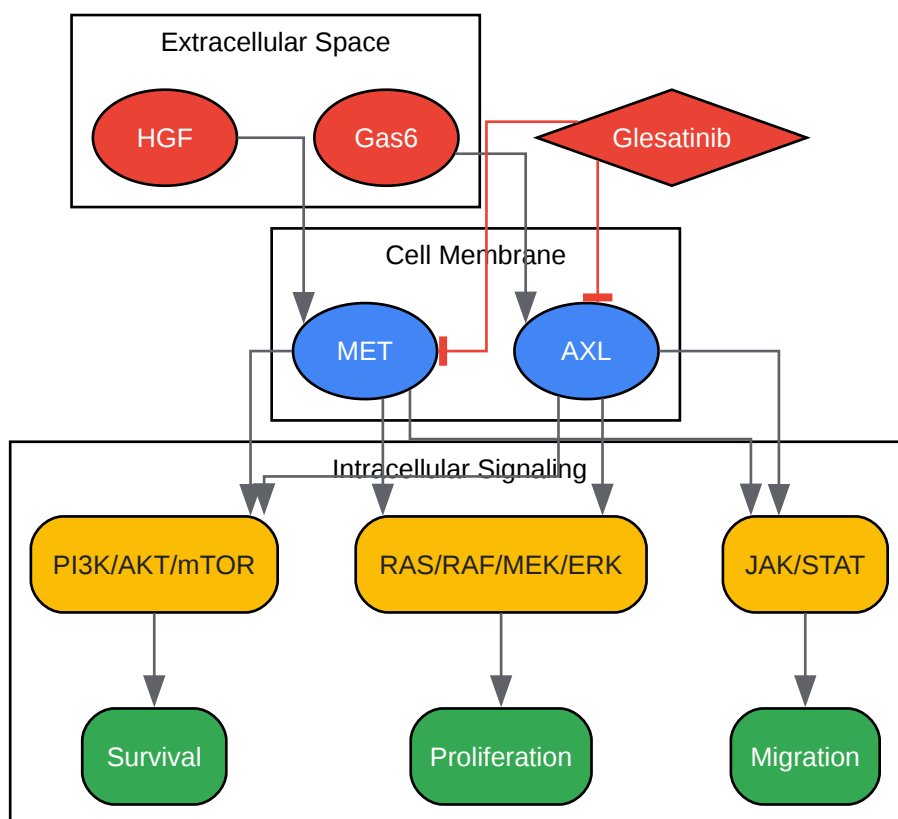 Extracellular Space
HGF
Gas6
Glesatinib
Cell Membrane
MET
AXL
Intracellular Signaling
PI3K/AKT/mTOR
RAS/RAF/MEK/ERK
JAK/STAT
Survival
Proliferation
Migration